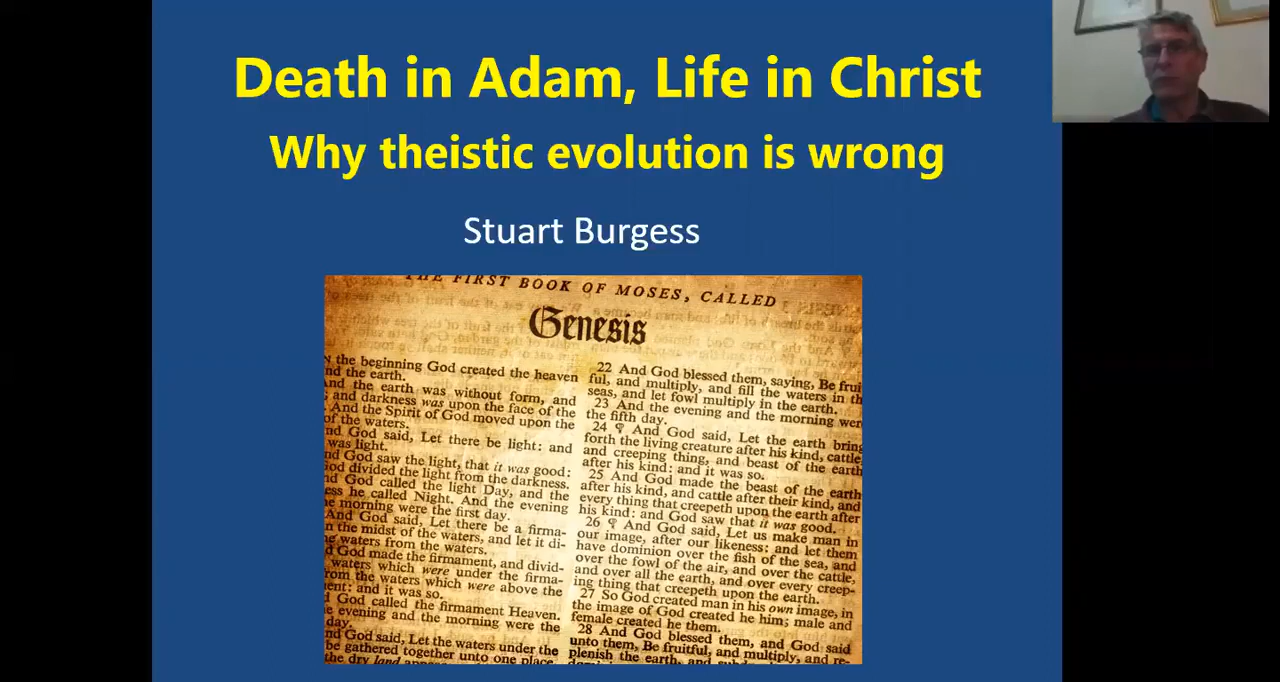 Death in Adam, Life in Christ
Why theistic evolution is wrong
Stuart Burgess
THE FIRST BOOK OF MOSES, CALLED
Genesis
the beginning God created the heaven
nd the earth.
And the earth was without form, and
and darkness was upon the face of the
And the Spirit of God moved upon the
of the waters.
nd God said, Let there be light: and
was light.
nd God saw the light, that it was good:
God divided the light from the darkness.
nd God called the light Day, and the
ess he called Night. And the evening
he morning were the first day.
And God said, Let there be a firma-
n the midst of the waters, and let it di-
he waters from the waters.
d God made the firmament, and divid-
waters which were under the firma-
rom the waters which were above the
ment: and it was so.
God called the firmament Heaven.
e evening and the morning were the
day.
nd God said, Let the waters under the
be gathered together unto one place,
the dry land
22 And God blessed them, saying, Be frui
ful, and multiply, and fill the waters in th
seas, and let fowl multiply in the earth.
23 And the evening and the morning wer
the fifth day.
24 ¶ And God said, Let the earth bring
forth the living creature after his kind, cattle
and creeping thing, and beast of the earth
after his kind: and it was so.
25 And God made the beast of the earth
after his kind, and cattle after their kind, and
every thing that creepeth upon the earth after
his kind: and God saw that it was good.
26 ¶ And God said, Let us make man in
our image, after our likeness: and let them
have dominion over the fish of the sea, and
over the fowl of the air, and over the cattle,
and over all the earth, and over every creep-
ing thing that creepeth upon the earth.
27 So God created man in his own image, in
the image of God created he him; male and
female created he them.
28 And God blessed them, and God said
unto them, Be fruitful, and multiply, and re-
plenish the earth, and